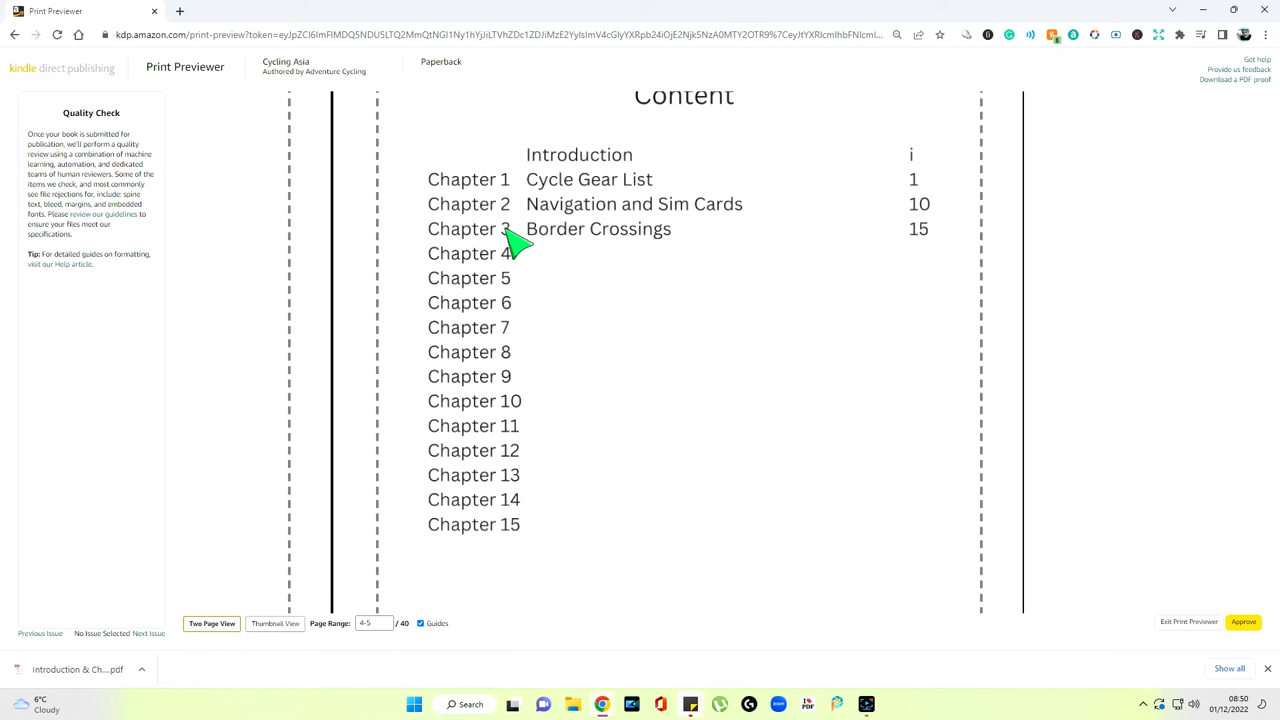 Print Previewer
kdp.amazon.com/print-preview?token=
kindle direct publishing
Print Previewer
Cycling Asia
Authored by Adventure Cycling
Paperback
Get help
Provide us feedback
Download a PDF proof
Quality Check
Once your book is submitted for
publication, we'll perform a quality
review using a combination of machine
learning, automation, and dedicated
teams of human reviewers. Some of the
items we check, and most commonly
see file rejections for, include: spine
text, bleed, margins, and embedded
fonts. Please review our guidelines to
ensure your files meet our
specifications.
Tip: For detailed guides on formatting,
visit our Help article.
Content
Introduction i
Chapter 1 Cycle Gear List 1
Chapter 2 Navigation and Sim Cards 10
Chapter 3 Border Crossings 15
Chapter 4
Chapter 5
Chapter 6
Chapter 7
Chapter 8
Chapter 9
Chapter 10
Chapter 11
Chapter 12
Chapter 13
Chapter 14
Chapter 15
Previous Issue No Issue Selected Next Issue
Two Page View Thumbnail View Page Range: 4-5 / 40 Guides
Exit Print Previewer Approve
Introduction & Ch....pdf
Show all
6°C
Cloudy
Search
08:50
01/12/2022